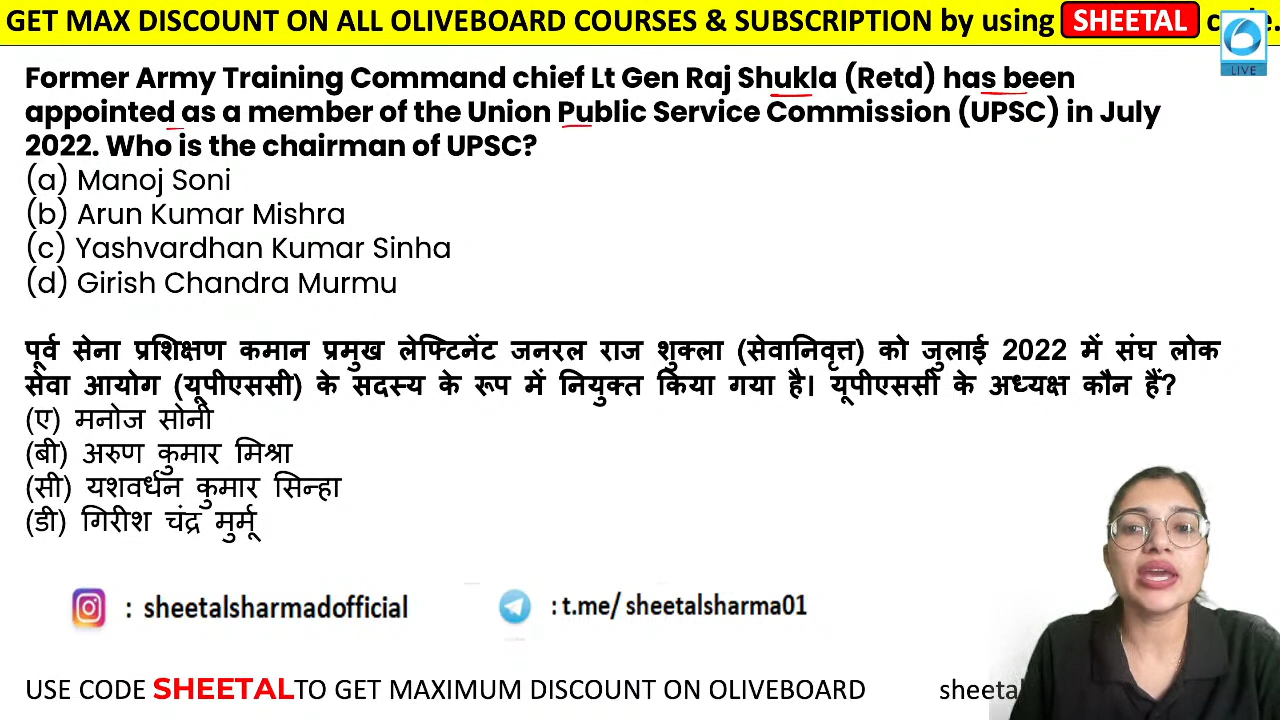 GET MAX DISCOUNT ON ALL OLIVEBOARD COURSES & SUBSCRIPTION by using SHEETAL code.
LIVE
Former Army Training Command chief Lt Gen Raj Shukla (Retd) has been
appointed as a member of the Union Public Service Commission (UPSC) in July
2022. Who is the chairman of UPSC?
(a) Manoj Soni
(b) Arun Kumar Mishra
(c) Yashvardhan Kumar Sinha
(d) Girish Chandra Murmu
पूर्व सेना प्रशिक्षण कमान प्रमुख लेफ्टिनेंट जनरल राज शुक्ला (सेवानिवृत्त) को जुलाई 2022 में संघ लोक
सेवा आयोग (यूपीएससी) के सदस्य के रूप में नियुक्त किया गया है। यूपीएससी के अध्यक्ष कौन हैं?
(ए) मनोज सोनी
(बी) अरुण कुमार मिश्रा
(सी) यशवर्धन कुमार सिन्हा
(डी) गिरीश चंद्र मुर्मू
: sheetalsharmadofficial : t.me/ sheetalsharma01
USE CODE SHEETAL TO GET MAXIMUM DISCOUNT ON OLIVEBOARD